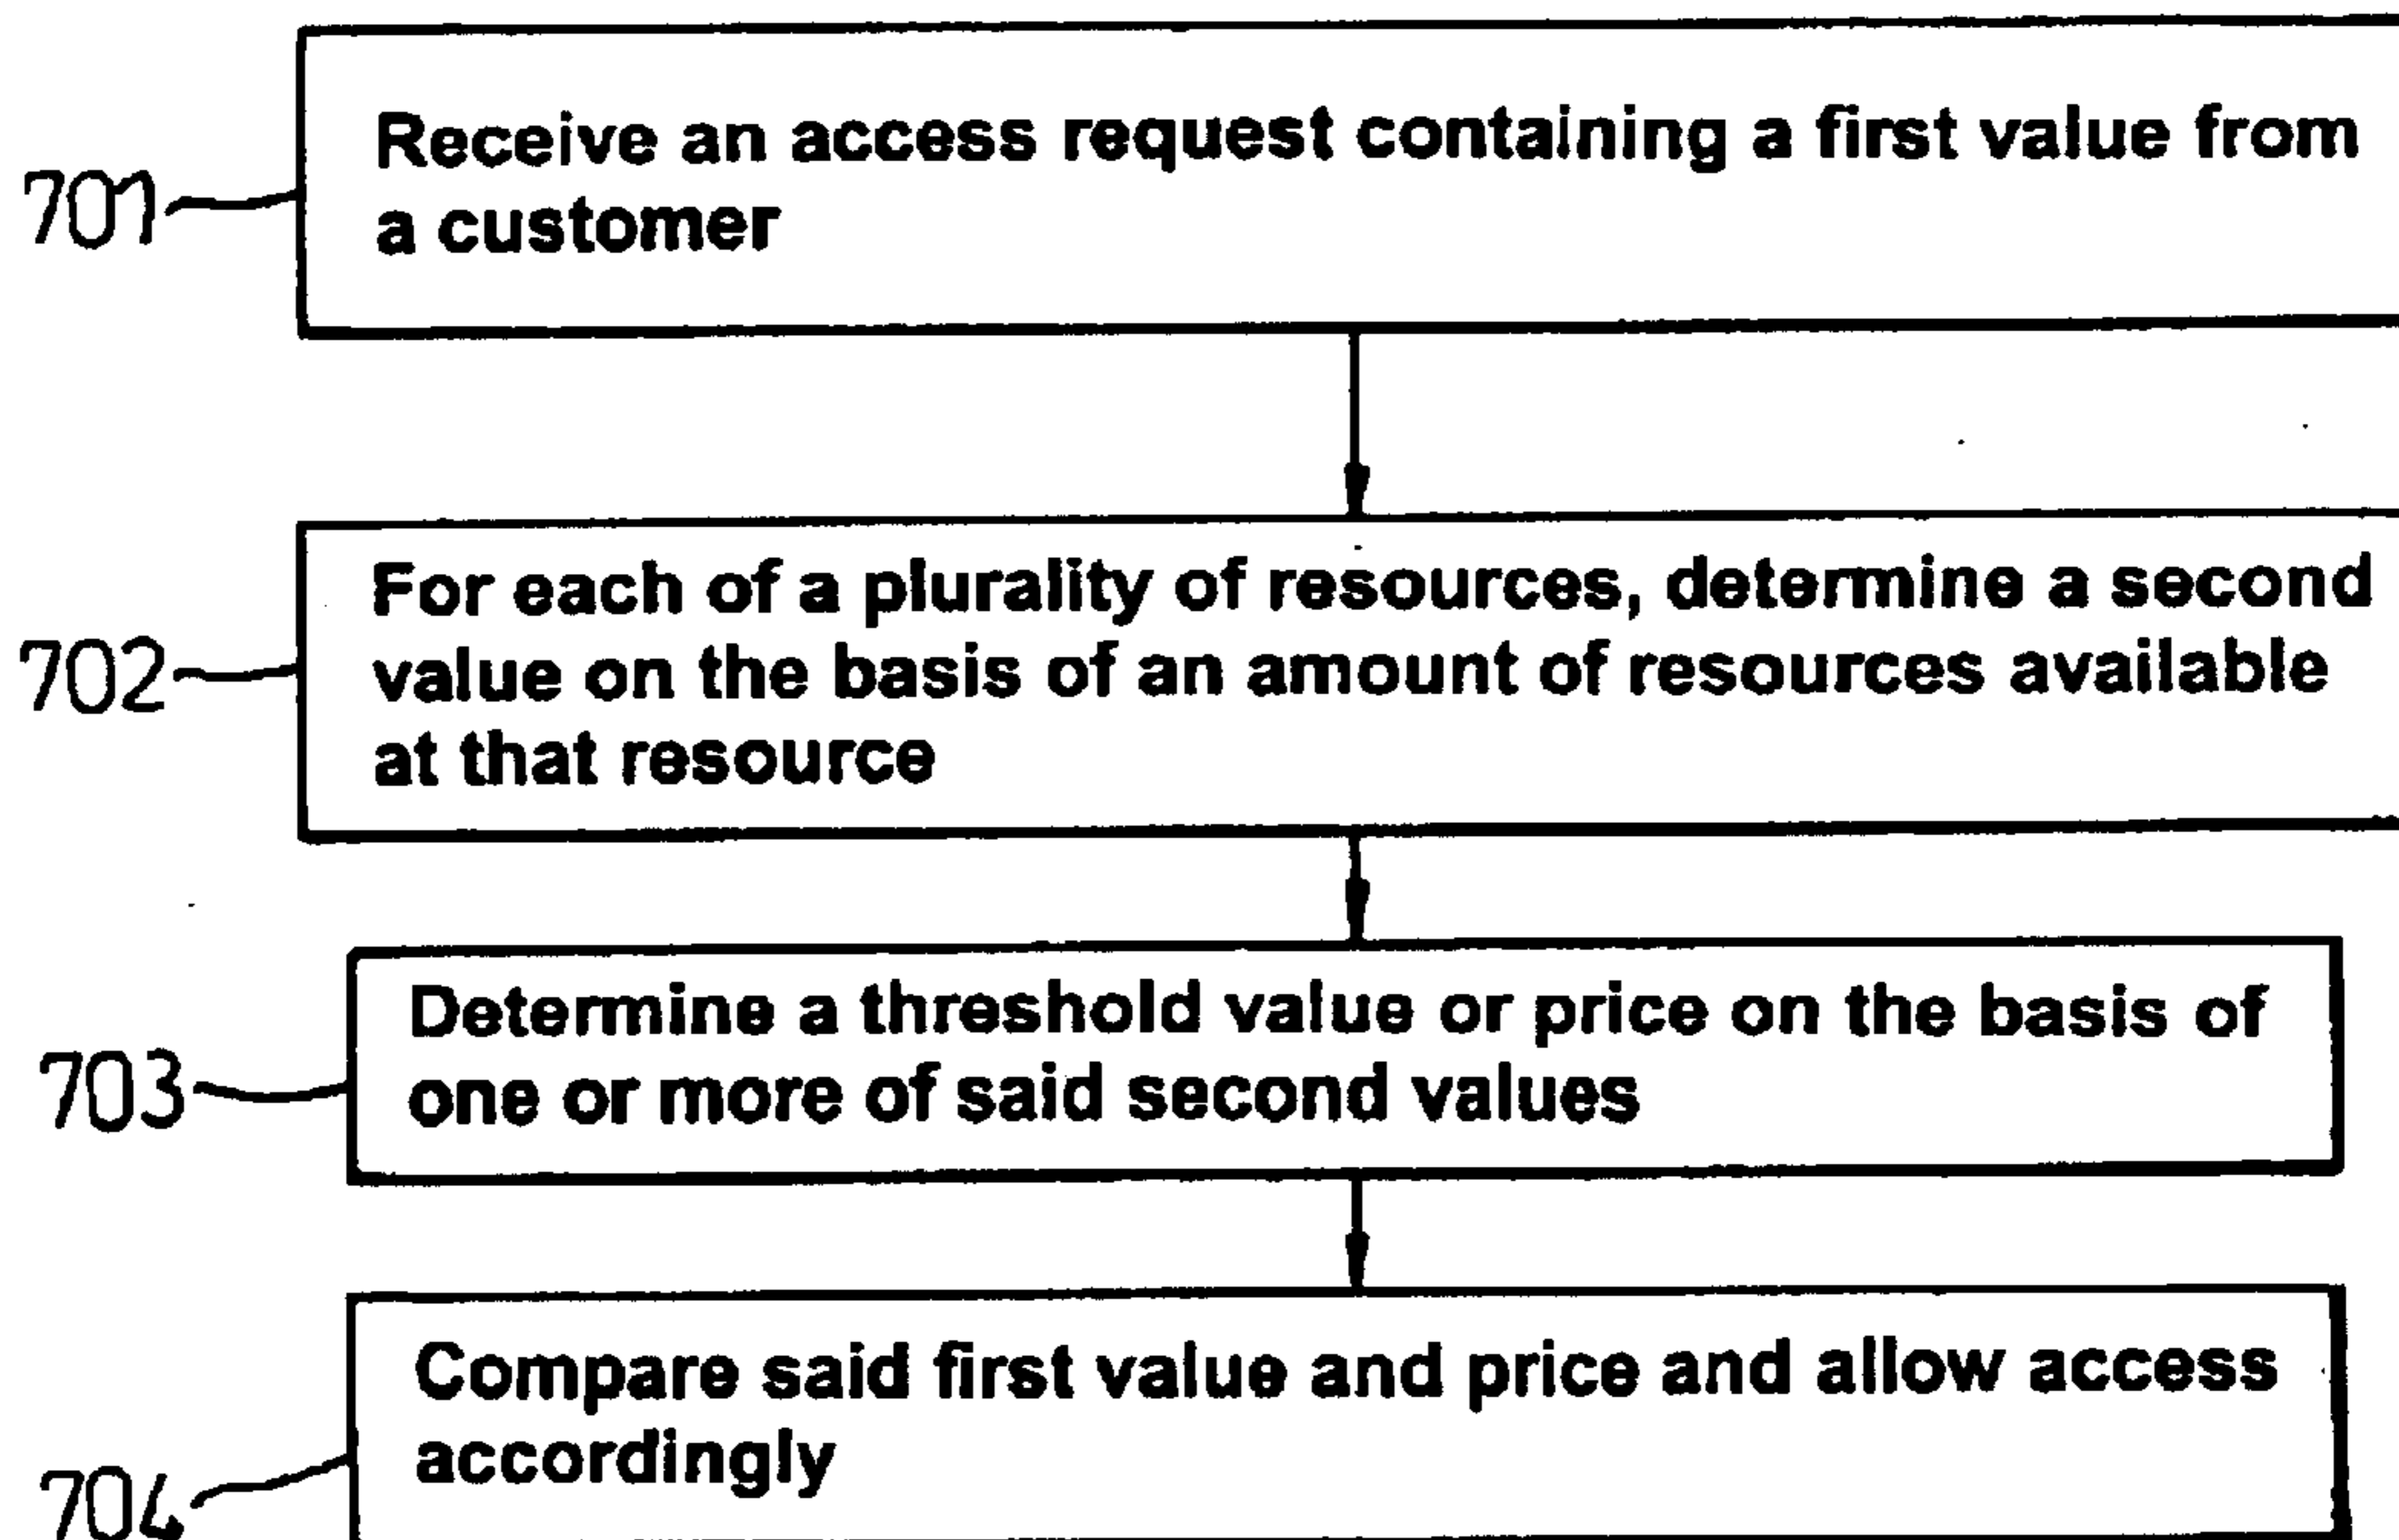 Receive an access request containing a first value from
701
a customer
For each of a plurality of resources, determine a second
702
value on the basis of an amount of resources available
at that resource
Determine a threshold value or price on the basis of
703
one or more of said second values
Compare said first value and price and allow access
accordingly
704